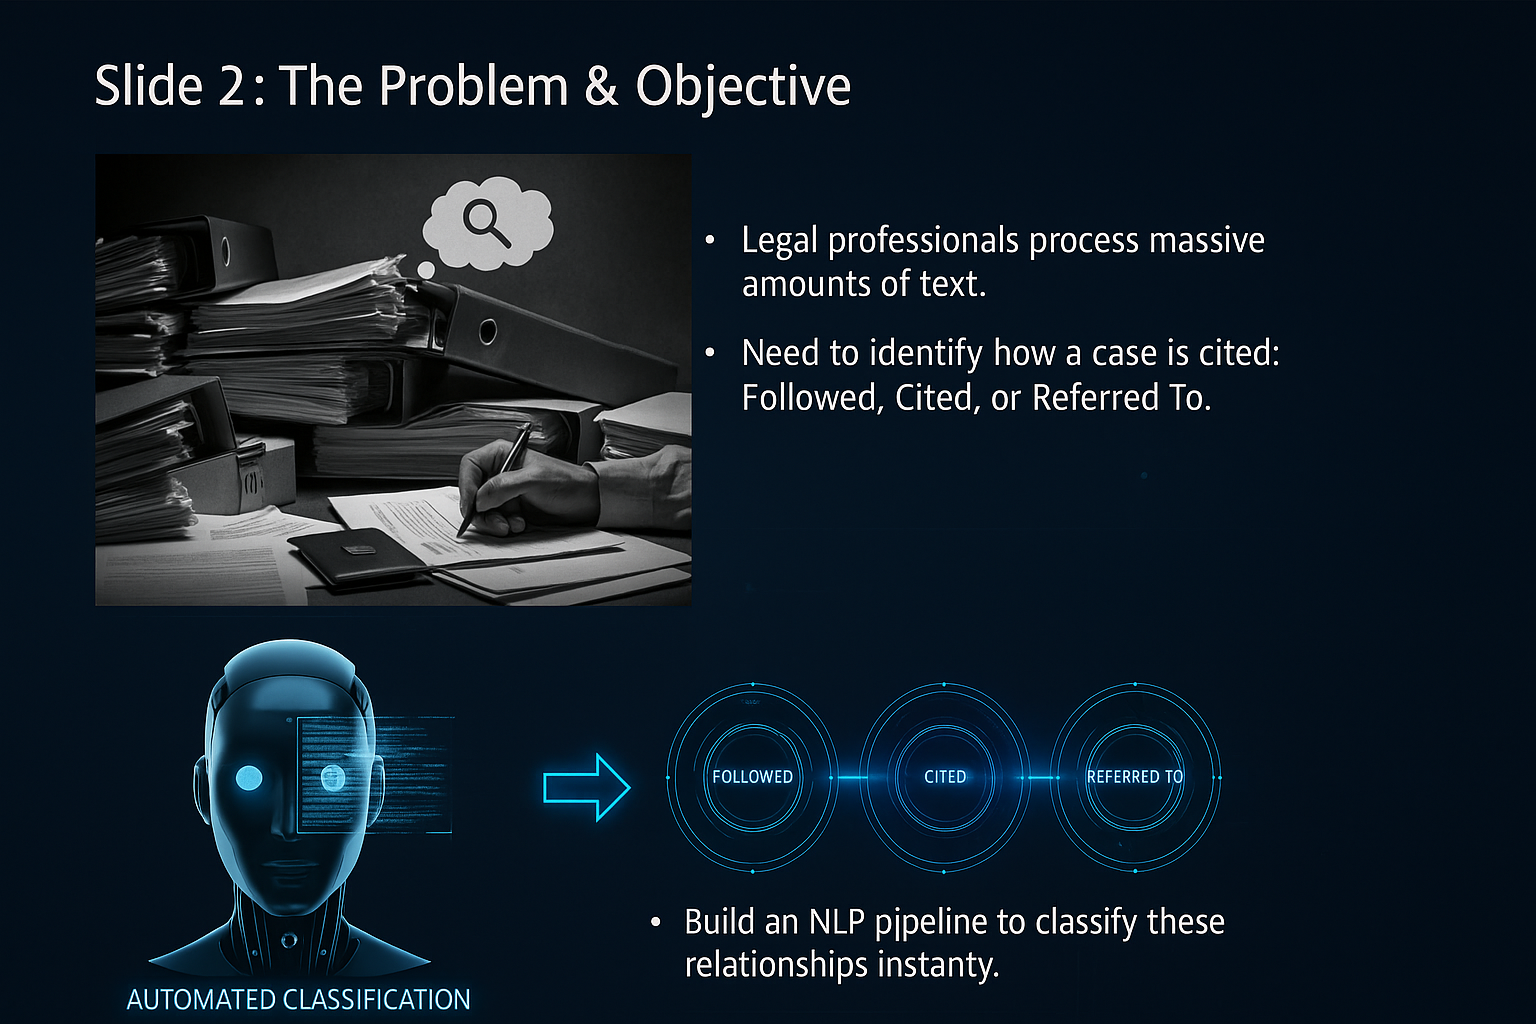 Slide 2: The Problem & Objective
• Legal professionals process massive
amounts of text.
• Need to identify how a case is cited:
Followed, Cited, or Referred To.
FOLLOWED
CITED
REFERRED TO
• Build an NLP pipeline to classify these
relationships instanty.
AUTOMATED CLASSIFICATION